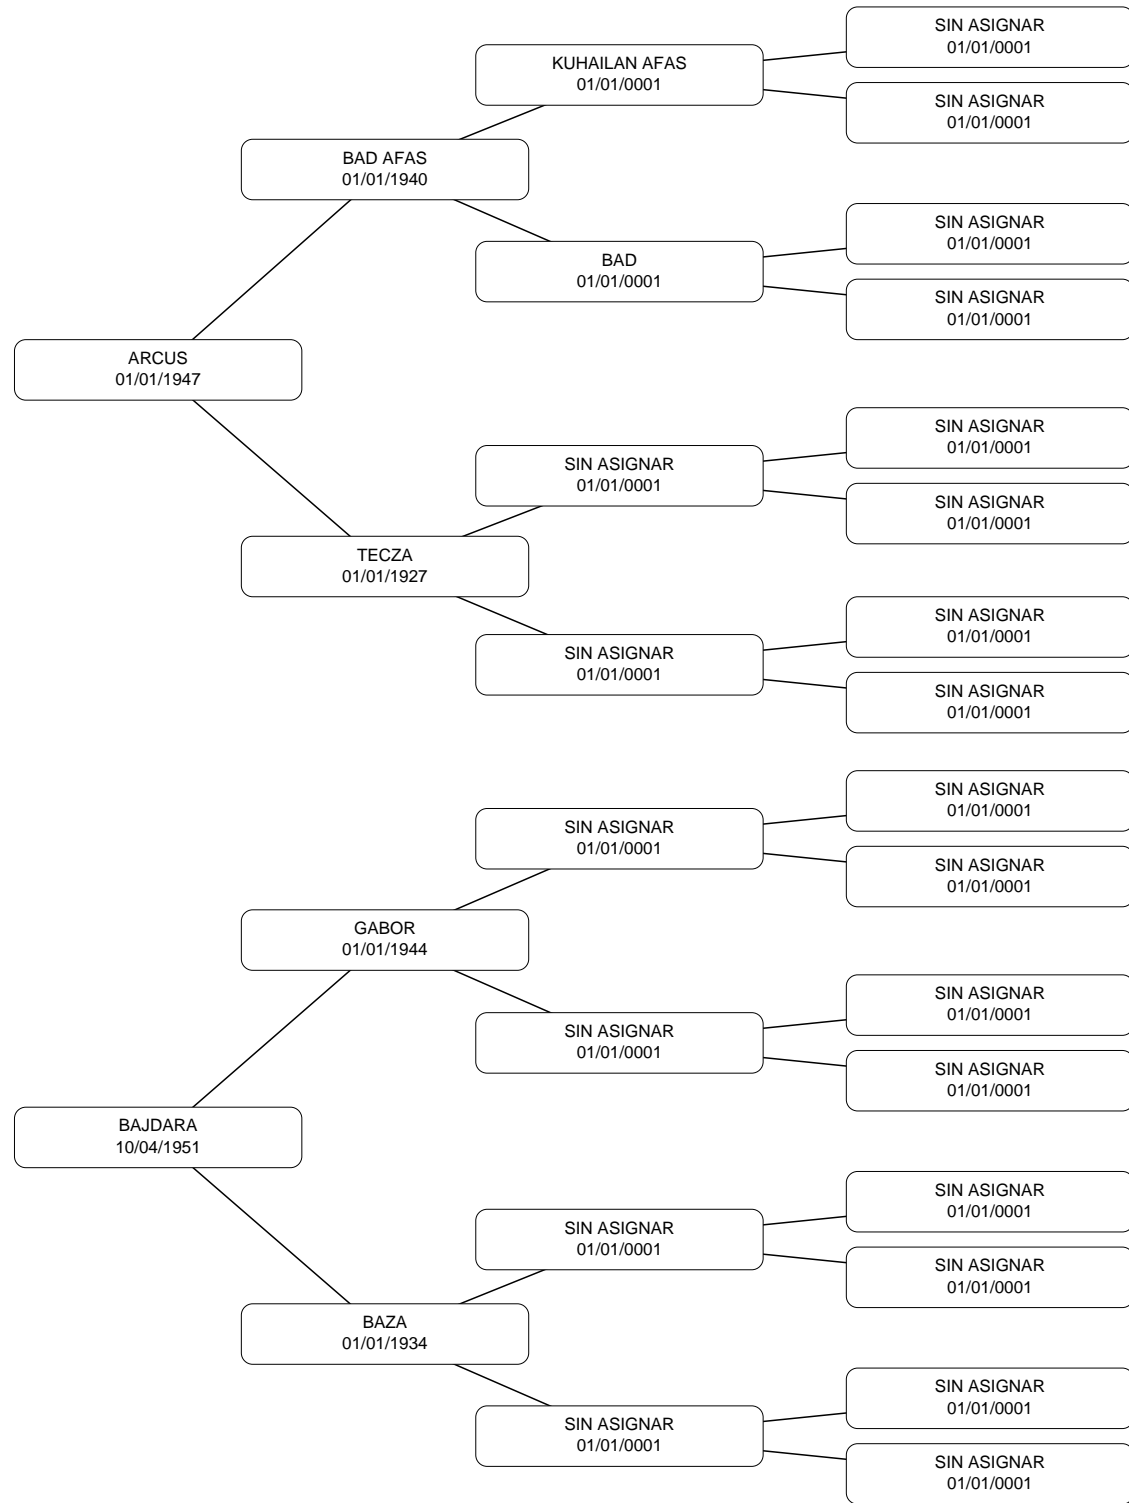 SIN ASIGNAR
01/01/0001
KUHAILAN AFAS
01/01/0001
SIN ASIGNAR
01/01/0001
BAD AFAS
01/01/1940
SIN ASIGNAR
01/01/0001
BAD
01/01/0001
SIN ASIGNAR
01/01/0001
ARCUS
01/01/1947
SIN ASIGNAR
01/01/0001
SIN ASIGNAR
01/01/0001
SIN ASIGNAR
01/01/0001
TECZA
01/01/1927
SIN ASIGNAR
01/01/0001
SIN ASIGNAR
01/01/0001
SIN ASIGNAR
01/01/0001
SIN ASIGNAR
01/01/0001
SIN ASIGNAR
01/01/0001
SIN ASIGNAR
01/01/0001
GABOR
01/01/1944
SIN ASIGNAR
01/01/0001
SIN ASIGNAR
01/01/0001
SIN ASIGNAR
01/01/0001
BAJDARA
10/04/1951
SIN ASIGNAR
01/01/0001
SIN ASIGNAR
01/01/0001
SIN ASIGNAR
01/01/0001
BAZA
01/01/1934
SIN ASIGNAR
01/01/0001
SIN ASIGNAR
01/01/0001
SIN ASIGNAR
01/01/0001